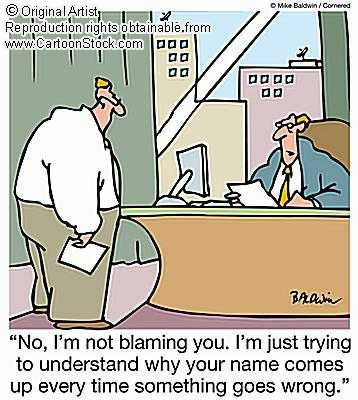 © Original Artist
Reproduction rights obtainable from
www.CartoonStock.com
© Mike Baldwin / Cornered
BALDWIN
“No, I’m not blaming you. I’m just trying
to understand why your name comes
up every time something goes wrong.”